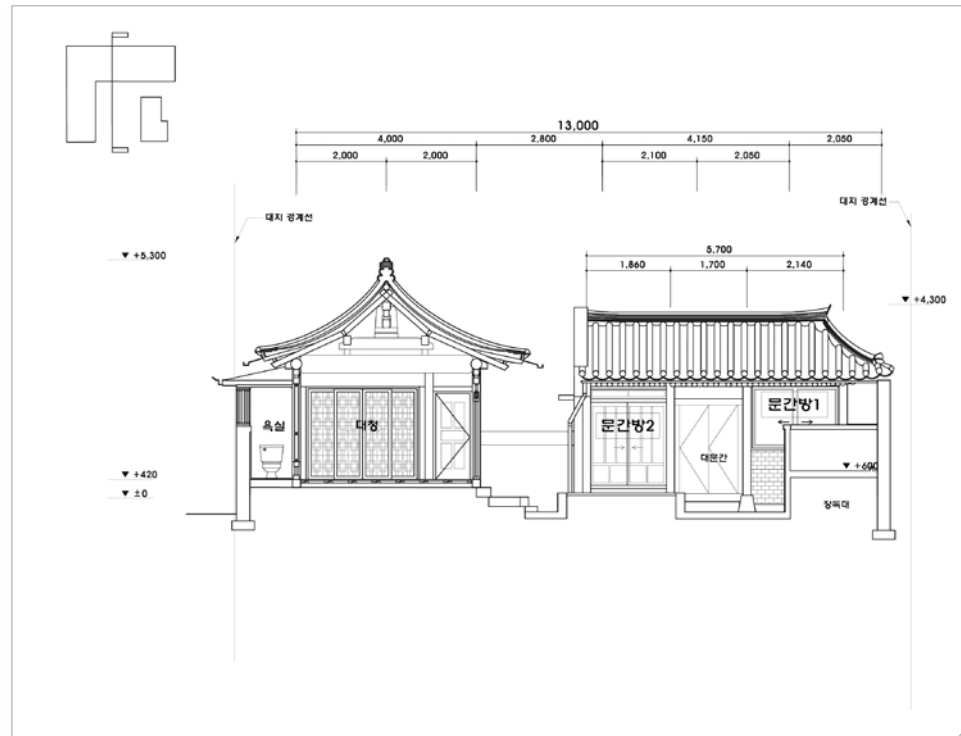 13,000
4,000 2,800 4,150 2,050
2,000 2,000 2,100 2,050
대지 경계선
대지 경계선
▼ +5,300
5,700
1,860 1,700 2,140
▼ +4,300
욕실
대청
문간방2
대문간
문간방1
▼ +420
▼ ±0
▼ +600
장독대